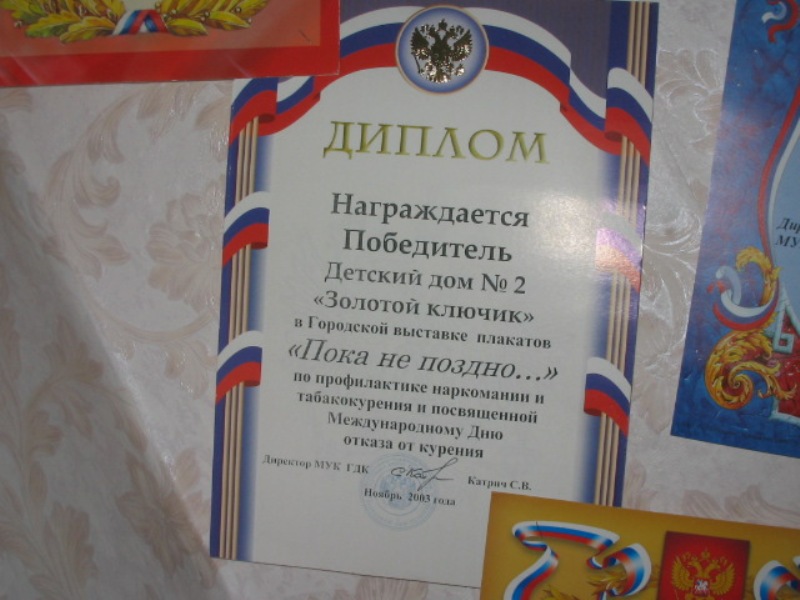 ДИПЛОМ
Награждается
Победитель
Детский дом № 2
«Золотой ключик»
в Городской выставке плакатов
«Пока не поздно...»
по профилактике наркомании и
табакокурения и посвященной
Международному Дню
отказа от курения
Директор МУК ГДК Катрич С.В.
Ноябрь 2003 года
МУ